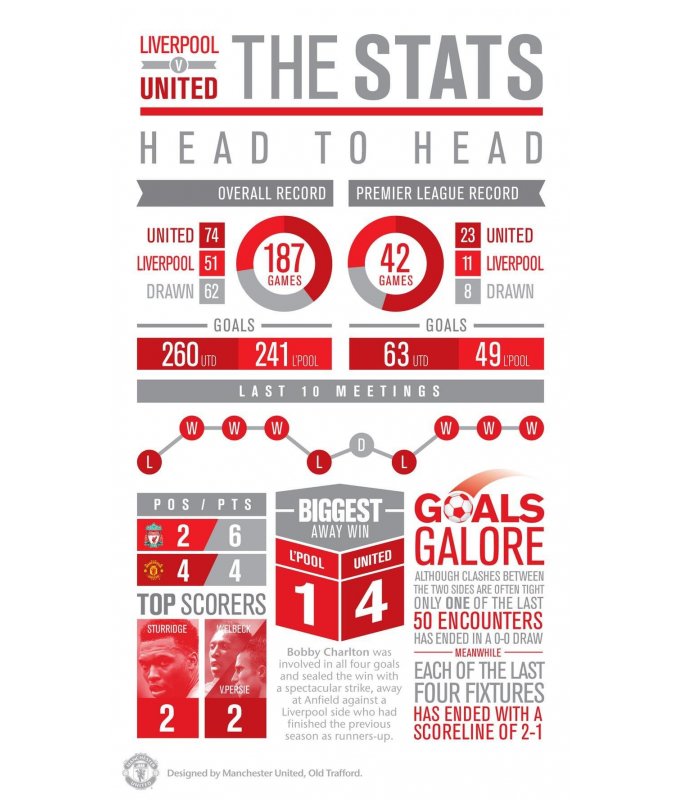 LIVERPOOL
V
UNITED
THE STATS
HEAD TO HEAD
OVERALL RECORD
UNITED 74
LIVERPOOL 51
DRAWN 62
187
GAMES
GOALS
260 UTD 241 L'POOL
PREMIER LEAGUE RECORD
42
GAMES
23 UNITED
11 LIVERPOOL
8 DRAWN
GOALS
63 UTD 49 L'POOL
LAST 10 MEETINGS
L W W W L D L W W W
POS / PTS
2 6
4 4
TOP SCORERS
STURRIDGE
2
WELBECK
V.PERSIE
2
BIGGEST
AWAY WIN
L'POOL UNITED
1 4
Bobby Charlton was
involved in all four goals
and sealed the win with
a spectacular strike, away
at Anfield against a
Liverpool side who had
finished the previous
season as runners-up.
GOALS
GALORE
ALTHOUGH CLASHES BETWEEN
THE TWO SIDES ARE OFTEN TIGHT
ONLY ONE OF THE LAST
50 ENCOUNTERS
HAS ENDED IN A 0-0 DRAW
MEANWHILE
EACH OF THE LAST
FOUR FIXTURES
HAS ENDED WITH A
SCORELINE OF 2-1
MANCHESTER
UNITED
Designed by Manchester United, Old Trafford.